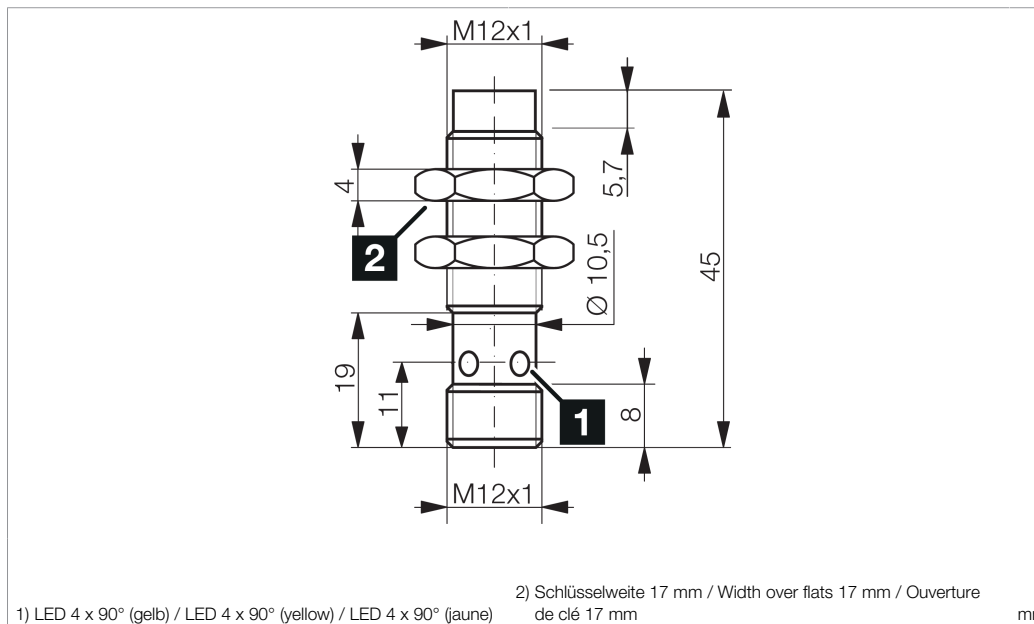 M12x1
4
5,7
2
Ø 10,5
45
19
11
1
8
M12x1
1) LED 4 x 90° (gelb) / LED 4 x 90° (yellow) / LED 4 x 90° (jaune)
2) Schlüsselweite 17 mm / Width over flats 17 mm / Ouverture
de clé 17 mm